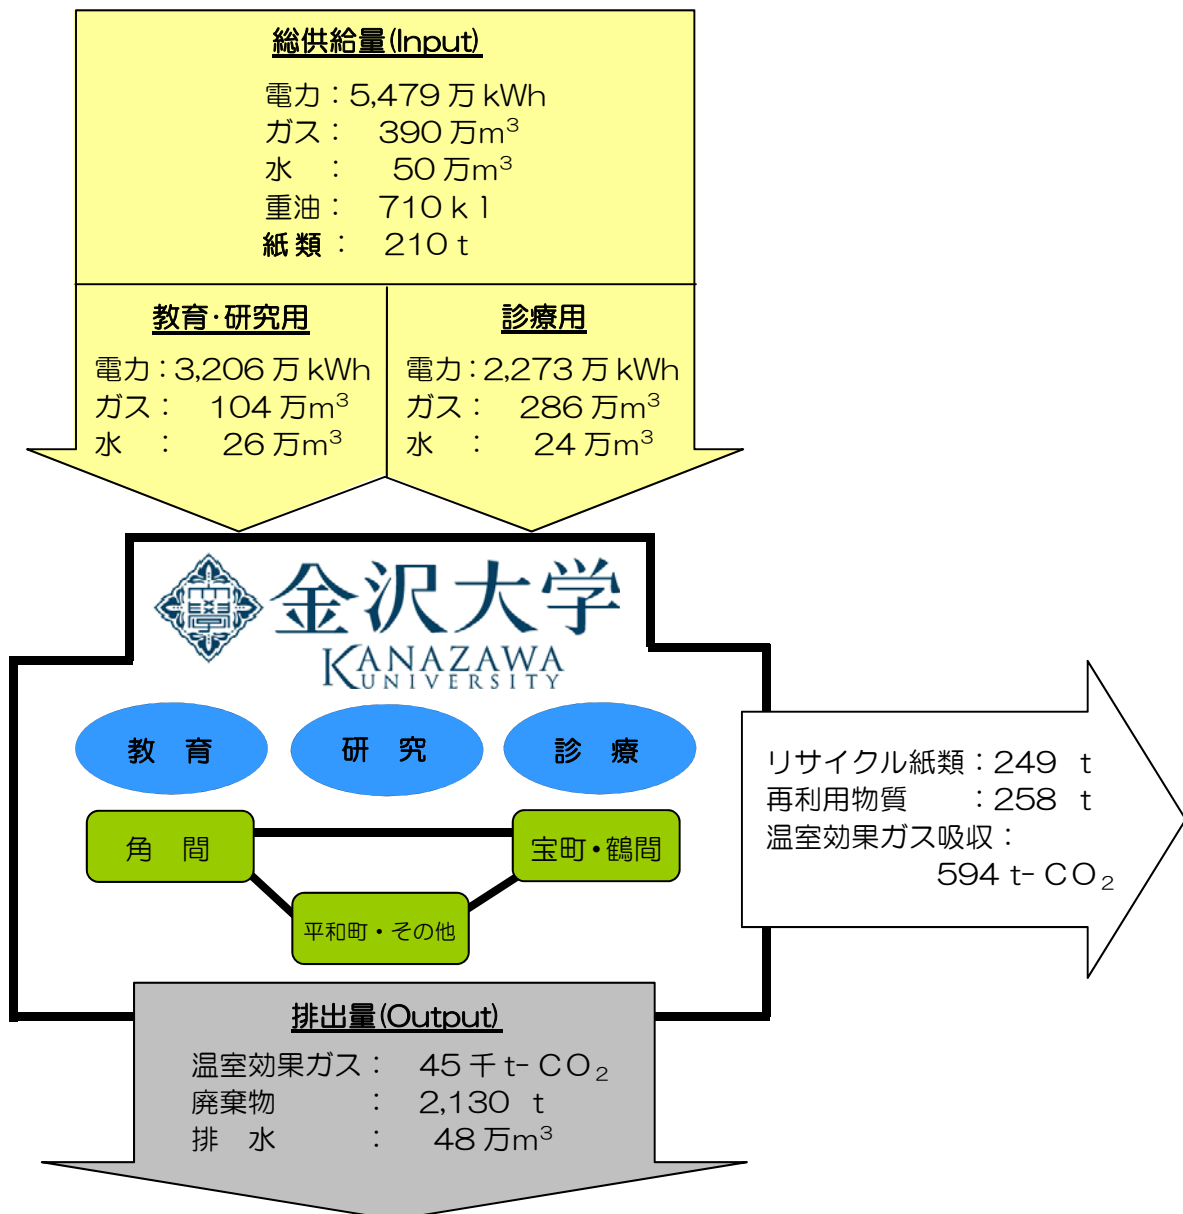 総供給量(Input)
電力：5,479 万 kWh
ガス： 390 万m³
水 ： 50 万m³
重油： 710 k l
紙類： 210 t
教育・研究用
電力：3,206 万 kWh
ガス： 104 万m³
水 ： 26 万m³
診療用
電力：2,273 万 kWh
ガス： 286 万m³
水 ： 24 万m³
金沢大学
KANAZAWA
UNIVERSITY
教 育
研 究
診 療
角 間
宝町・鶴間
平和町・その他
リサイクル紙類：249 t
再利用物質 ：258 t
温室効果ガス吸収：
594 t- CO₂
排出量(Output)
温室効果ガス： 45 千 t- CO₂
廃棄物 ： 2,130 t
排 水 ： 48 万m³